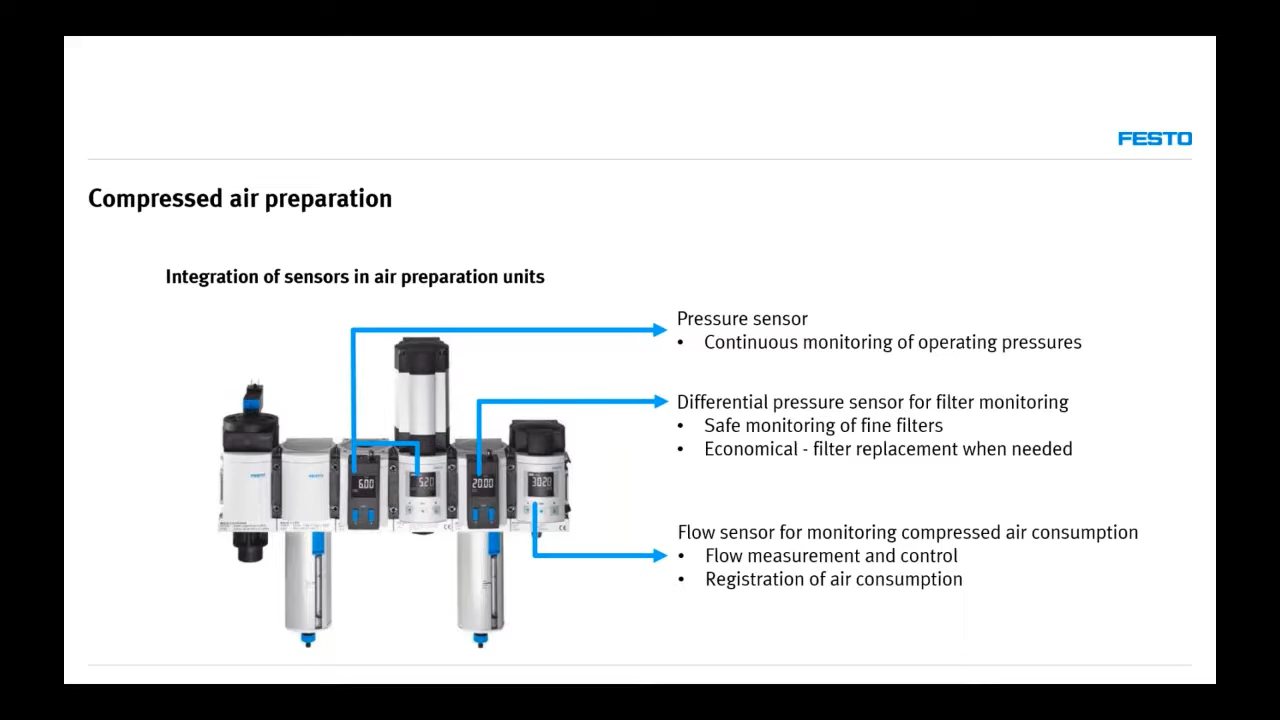 FESTO
Compressed air preparation
Integration of sensors in air preparation units
Pressure sensor
• Continuous monitoring of operating pressures
Differential pressure sensor for filter monitoring
• Safe monitoring of fine filters
• Economical - filter replacement when needed
Flow sensor for monitoring compressed air consumption
• Flow measurement and control
• Registration of air consumption
FESTO
FESTO
6.00
5.20
20.00
30.28